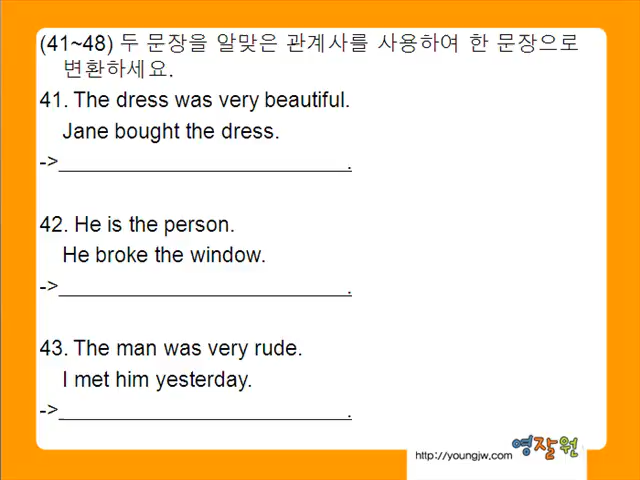 (41~48) 두 문장을 알맞은 관계사를 사용하여 한 문장으로
변환하세요.
41. The dress was very beautiful.
Jane bought the dress.
->______________________________.
42. He is the person.
He broke the window.
->______________________________.
43. The man was very rude.
I met him yesterday.
->______________________________.
영잘원
http://youngjw.com